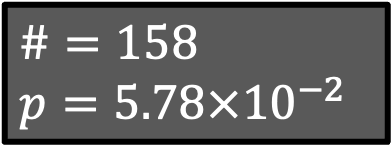 # = 158
p = 5.78×10⁻²